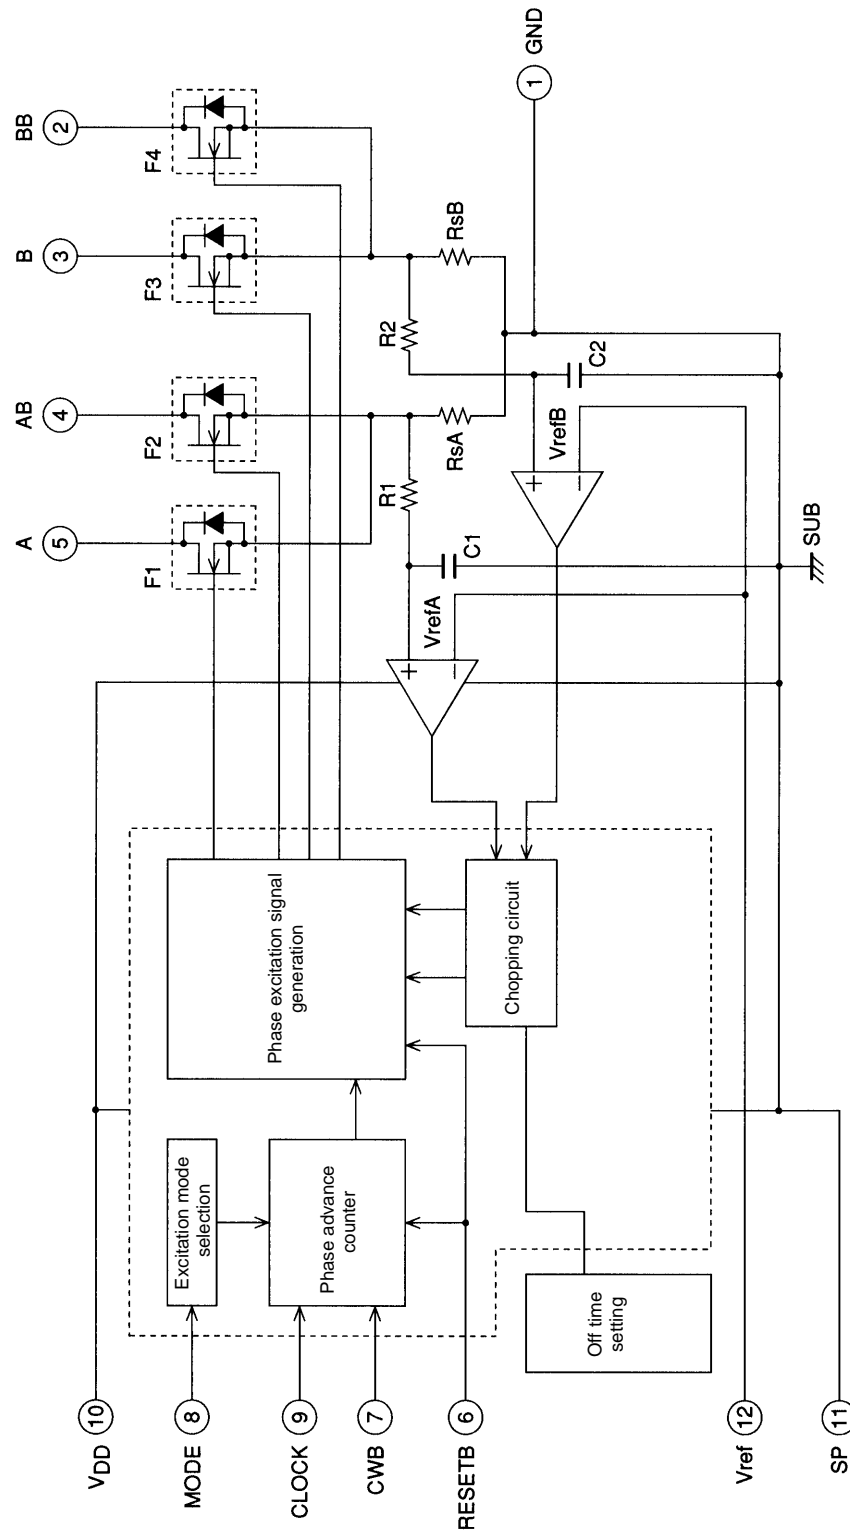 VDD 10
MODE 8
CLOCK 9
CWB 7
RESETB 6
Vref 12
SP 11
Excitation mode
selection
Phase advance
counter
Phase excitation signal
generation
Chopping circuit
Off time
setting
A
5
AB
4
B
3
BB
2
F1
F2
F3
F4
R1
R2
RsA
RsB
C1
C2
VrefA
VrefB
+
−
+
−
SUB
1 GND